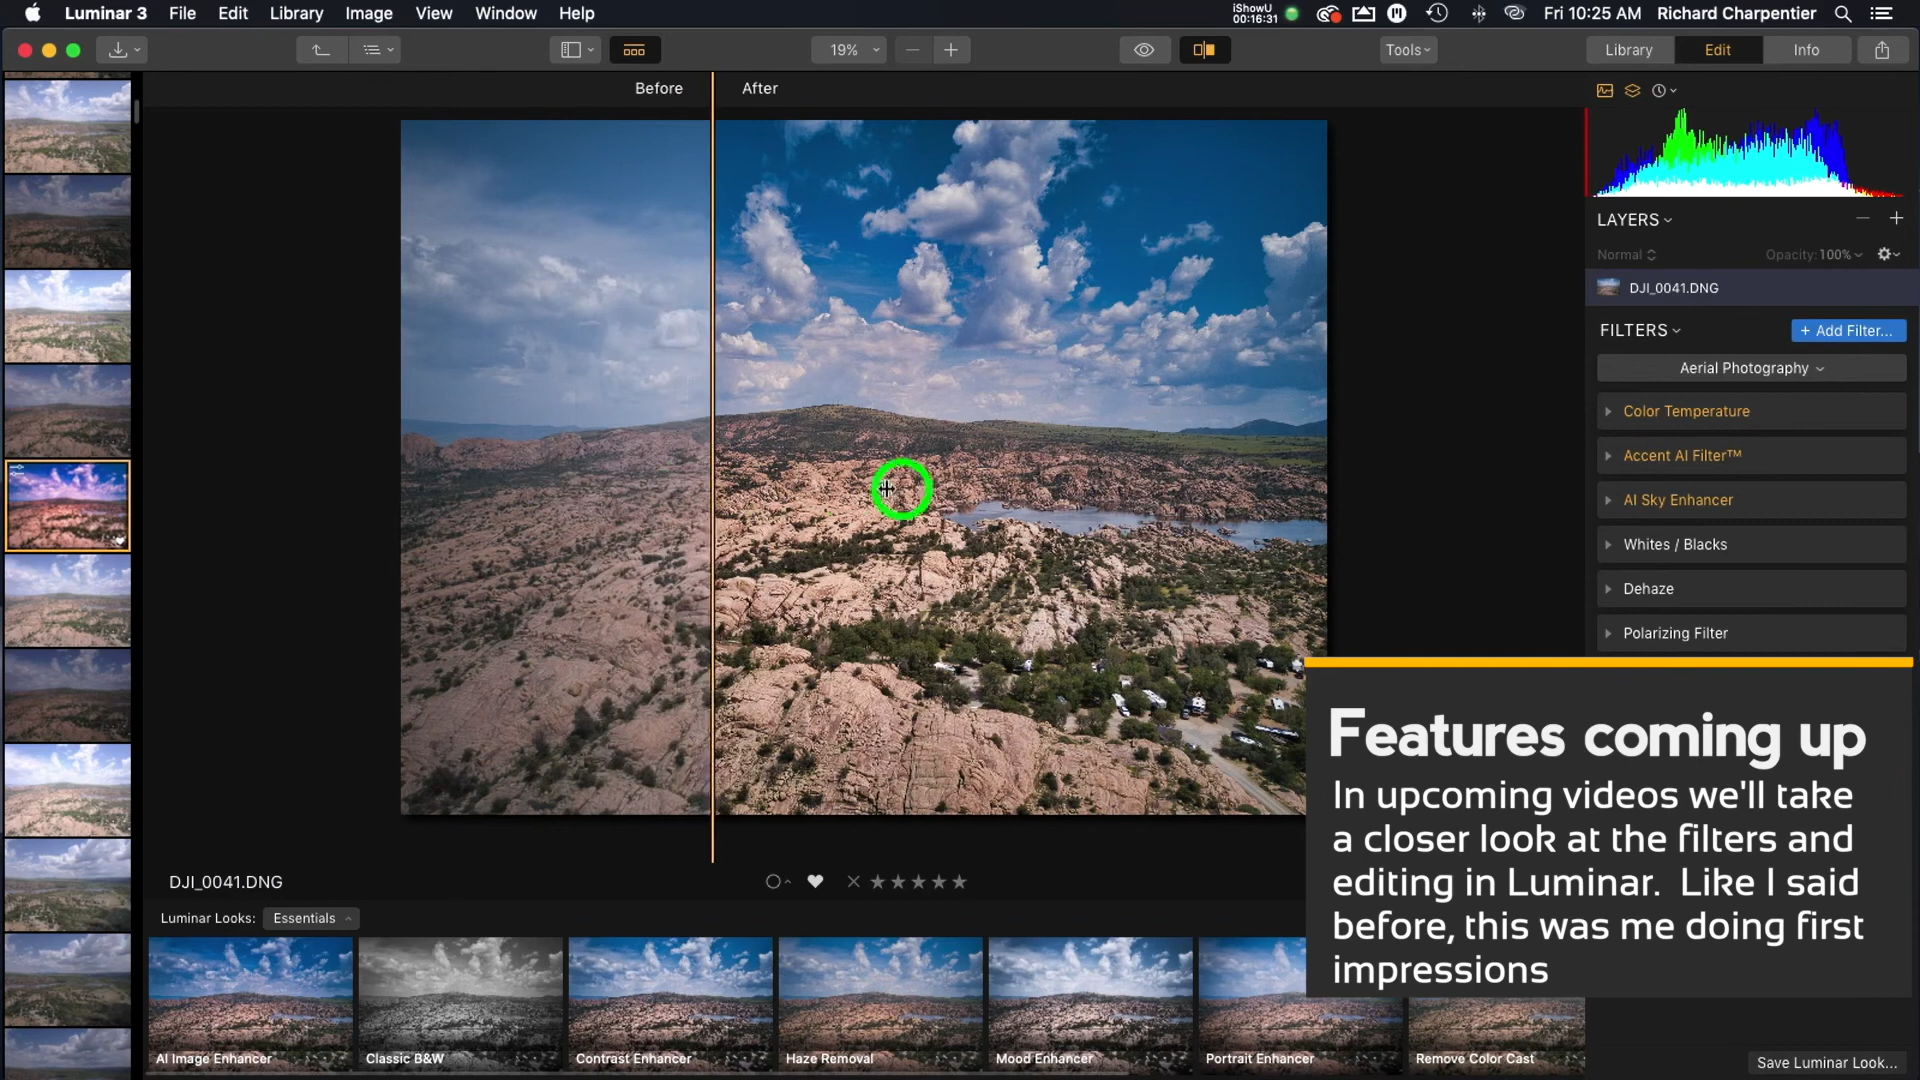 Luminar 3 File Edit Library Image View Window Help iShowU 00:16:31 Fri 10:25 AM Richard Charpentier
19% Tools Library Edit Info
Before After
LAYERS
Normal Opacity: 100%
DJI_0041.DNG
FILTERS + Add Filter...
Aerial Photography
Color Temperature
Accent AI Filter™
AI Sky Enhancer
Whites / Blacks
Dehaze
Polarizing Filter
Features coming up
In upcoming videos we'll take
a closer look at the filters and
editing in Luminar. Like I said
before, this was me doing first
impressions
DJI_0041.DNG
Luminar Looks: Essentials
AI Image Enhancer Classic B&W Contrast Enhancer Haze Removal Mood Enhancer Portrait Enhancer Remove Color Cast
Save Luminar Look...